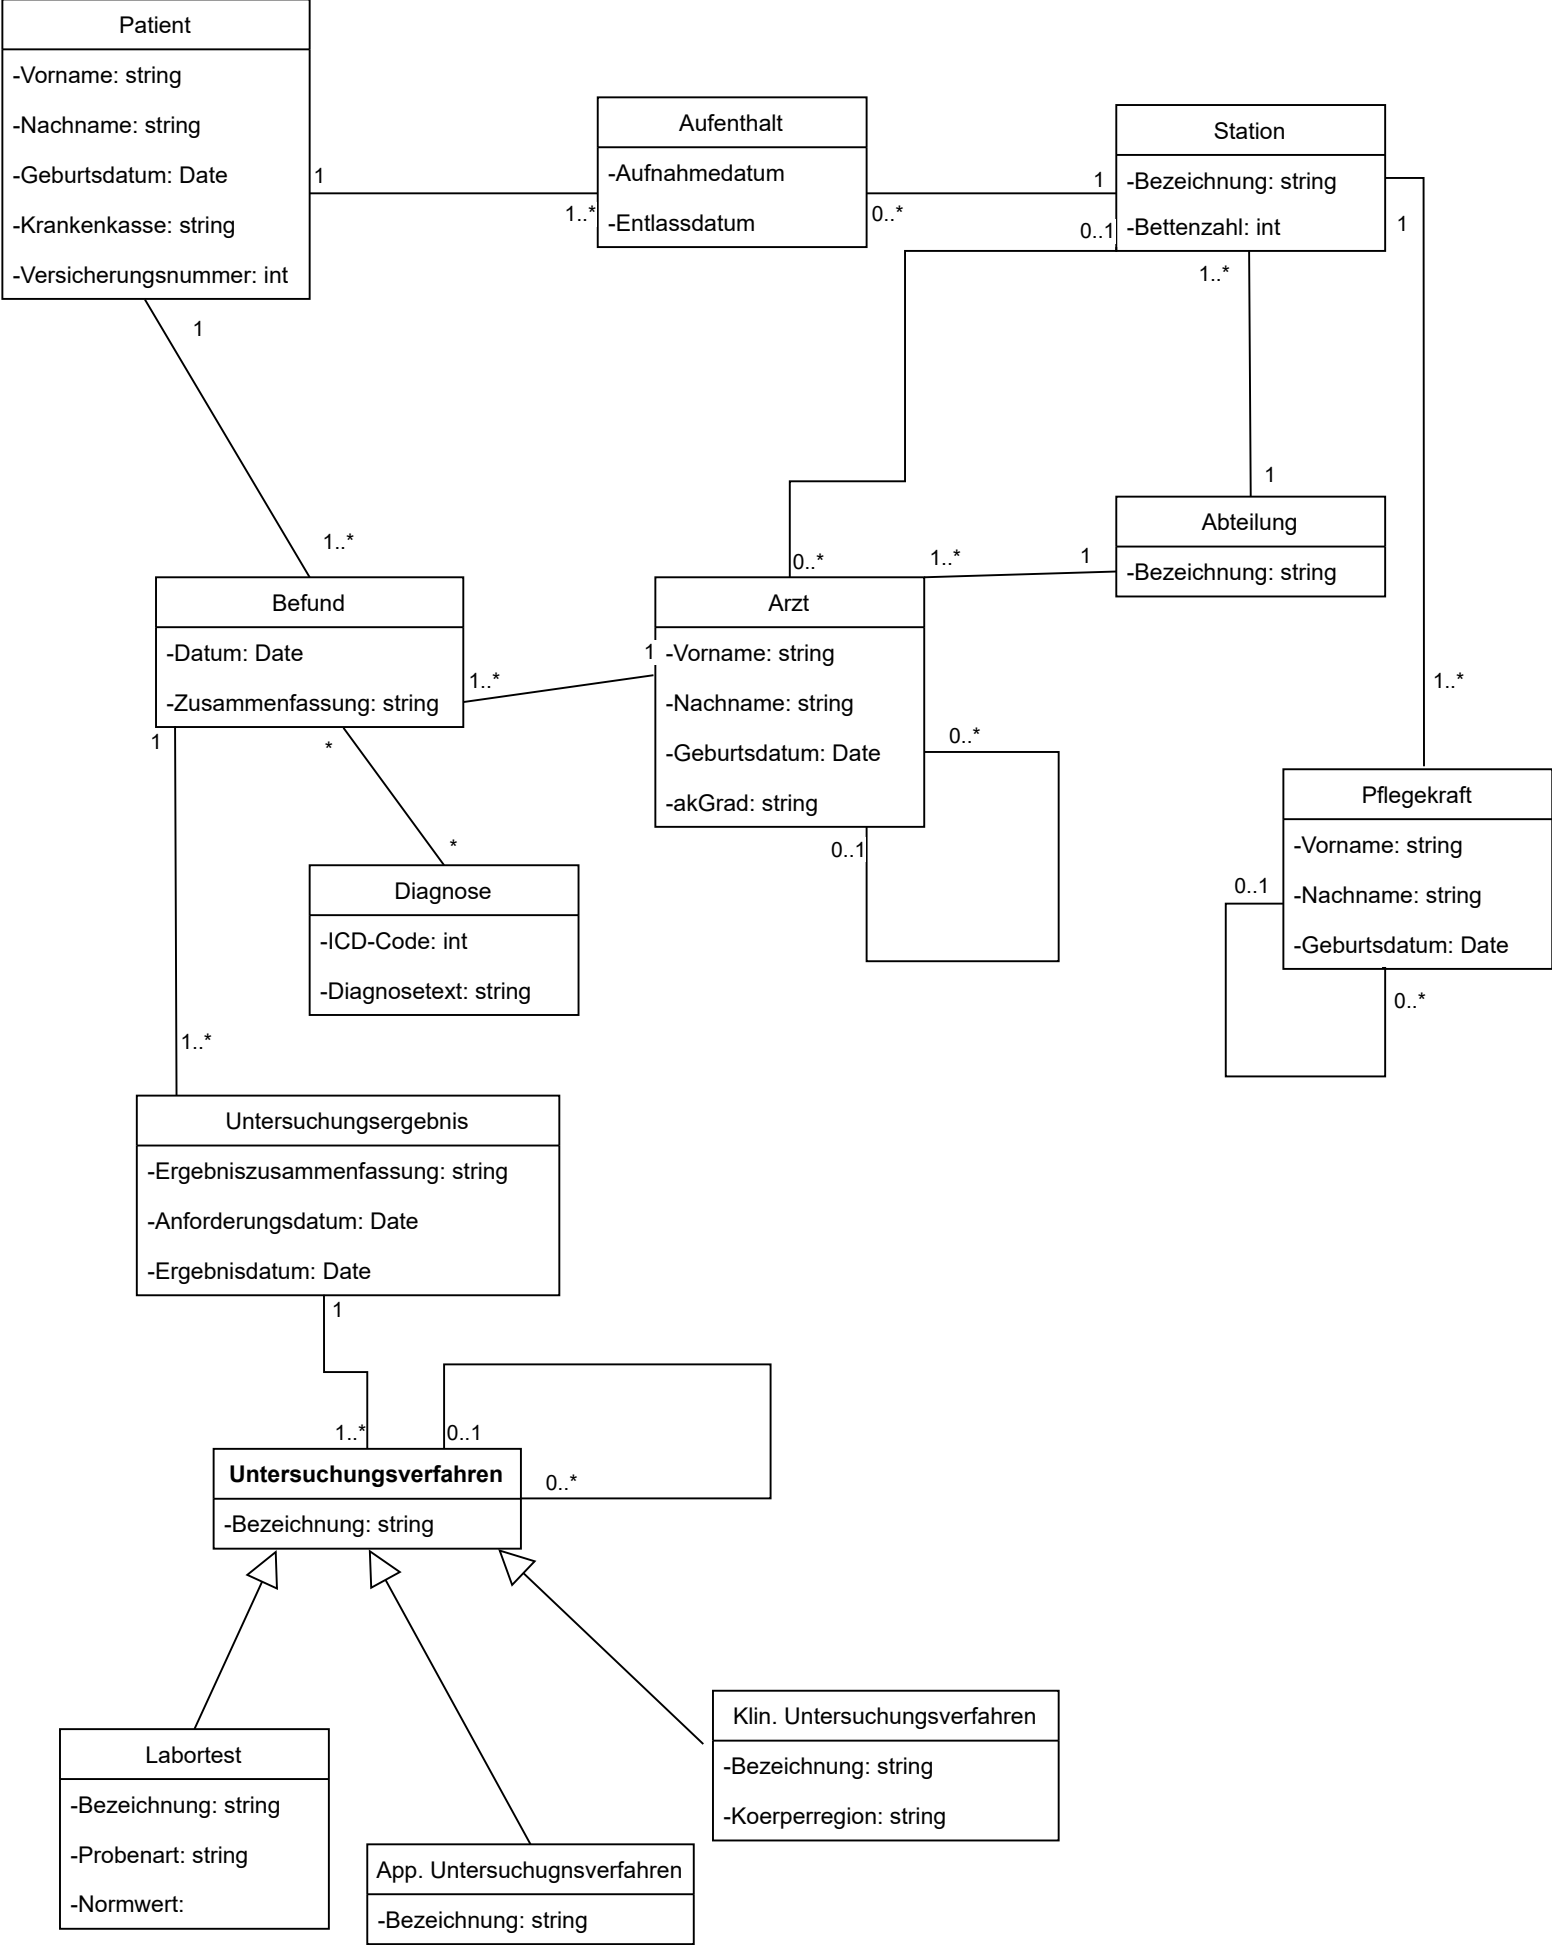 Patient
-Vorname: string
-Nachname: string
-Geburtsdatum: Date
-Krankenkasse: string
-Versicherungsnummer: int
1
1..*
Aufenthalt
-Aufnahmedatum
-Entlassdatum
0..*
1
Station
-Bezeichnung: string
-Bettenzahl: int
0..1
1
1..*
1
1
1..*
Abteilung
-Bezeichnung: string
0..*
1..*
1
Befund
-Datum: Date
-Zusammenfassung: string
1..*
1
Arzt
-Vorname: string
-Nachname: string
-Geburtsdatum: Date
-akGrad: string
0..*
0..1
1..*
Pflegekraft
-Vorname: string
-Nachname: string
-Geburtsdatum: Date
0..1
0..*
1
*
*
Diagnose
-ICD-Code: int
-Diagnosetext: string
1..*
Untersuchungsergebnis
-Ergebniszusammenfassung: string
-Anforderungsdatum: Date
-Ergebnisdatum: Date
1
1..*
0..1
Untersuchungsverfahren
-Bezeichnung: string
0..*
Labortest
-Bezeichnung: string
-Probenart: string
-Normwert:
App. Untersuchugnsverfahren
-Bezeichnung: string
Klin. Untersuchungsverfahren
-Bezeichnung: string
-Koerperregion: string